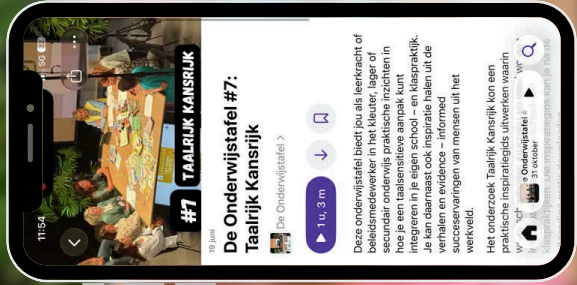 11:54
5G
#7 TAALRIJK KANSRIJK
19 juni
De Onderwijstafel #7:
Taalrijk Kansrijk
De Onderwijstafel >
1 u, 3 m
Deze onderwijstafel biedt jou als leerkracht of
beleidsmedewerker in het kleuter, lager of
secundair onderwijs praktische inzichten in
hoe je een taalsensitieve aanpak kunt
integreren in je eigen school – en klaspraktijk.
Je kan daarnaast ook inspiratie halen uit de
verhalen en evidence – informed
succeservaringen van mensen uit het
werkveld.
Het onderzoek Taalrijk Kansrijk kon een
praktische inspiratiegids uitwerken waarin
e Onderwijstafel
31 oktober